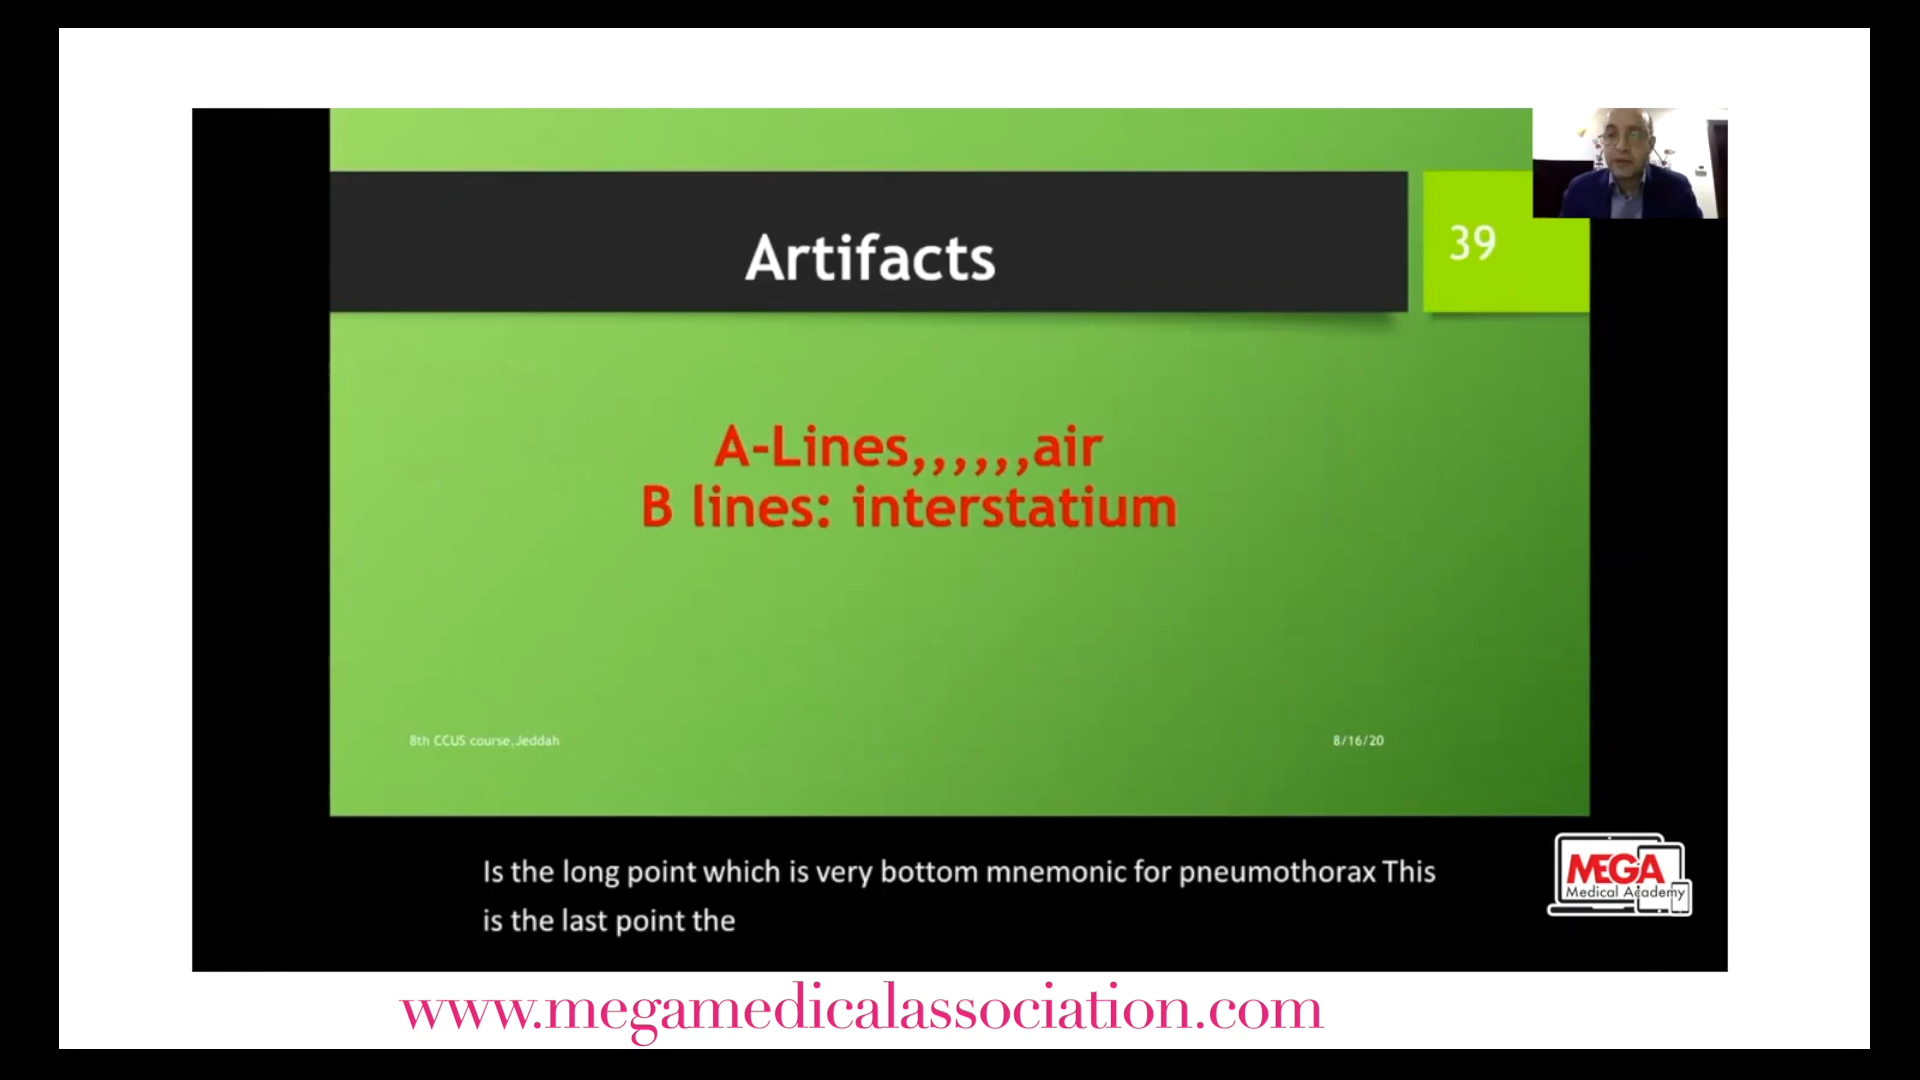 Artifacts
39
A-Lines,,,,,,air
B lines: interstatium
8th CCUS course,Jeddah
8/16/20
Is the long point which is very bottom mnemonic for pneumothorax This
is the last point the
MEGA
Medical Academy
www.megamedicalassociation.com